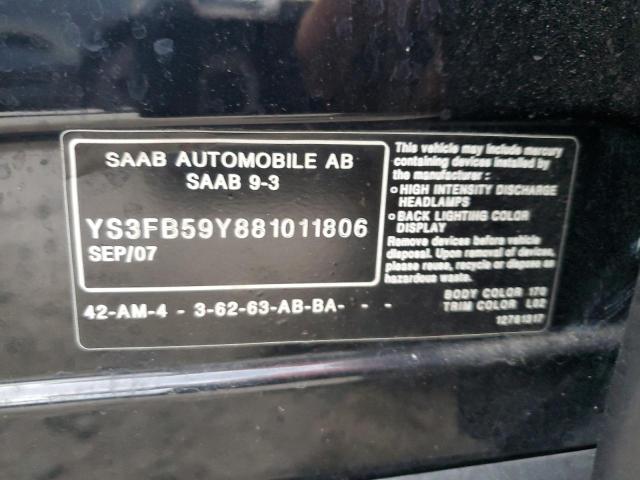 SAAB AUTOMOBILE AB
SAAB 9-3
YS3FB59Y881011806
SEP/07
42-AM-4 - 3-62-63-AB-BA- - -
This vehicle may include mercury
containing devices installed by
the manufacturer :
HIGH INTENSITY DISCHARGE
HEADLAMPS
BACK LIGHTING COLOR
DISPLAY
Remove devices before vehicle
disposal. Upon removal of devices,
please reuse, recycle or dispose as
hazardous waste.
BODY COLOR 170
TRIM COLOR L02
12761317